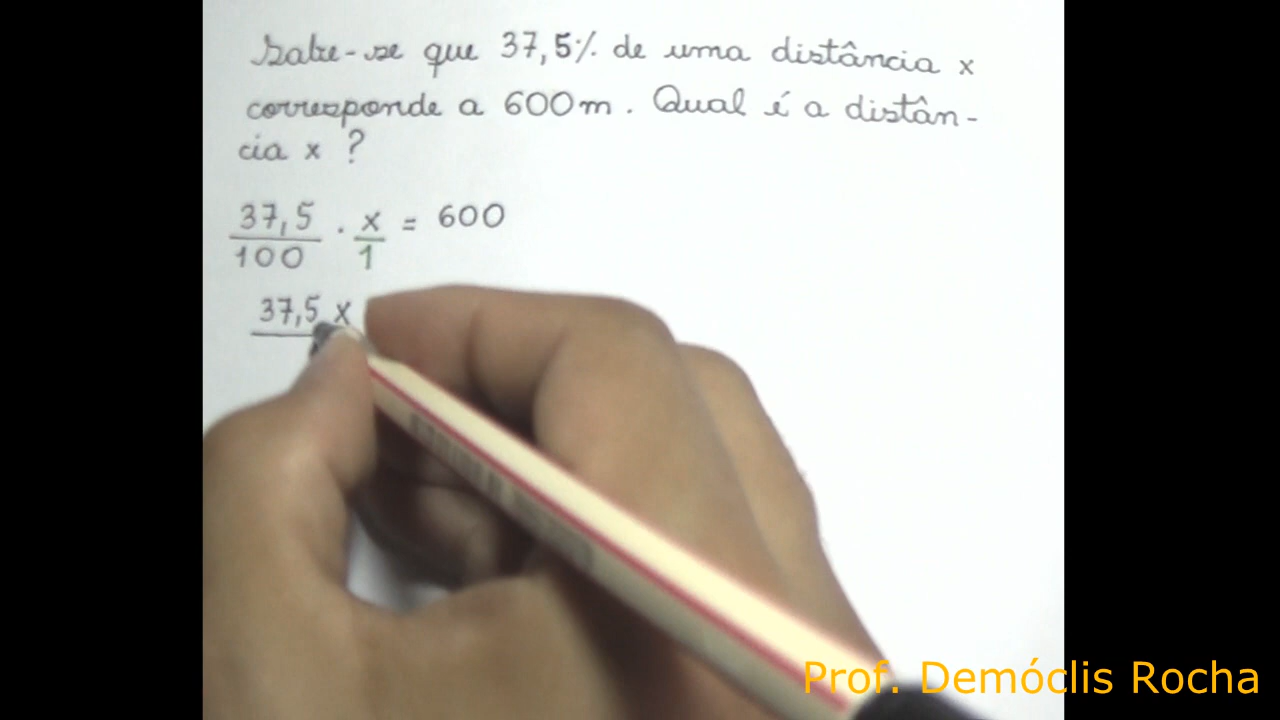 Sabe-se que 37,5% de uma distância x
corresponde a 600m. Qual é a distân-
cia x ?
37,5/100 . x/1 = 600
37,5 x
Prof. Demóclis Rocha